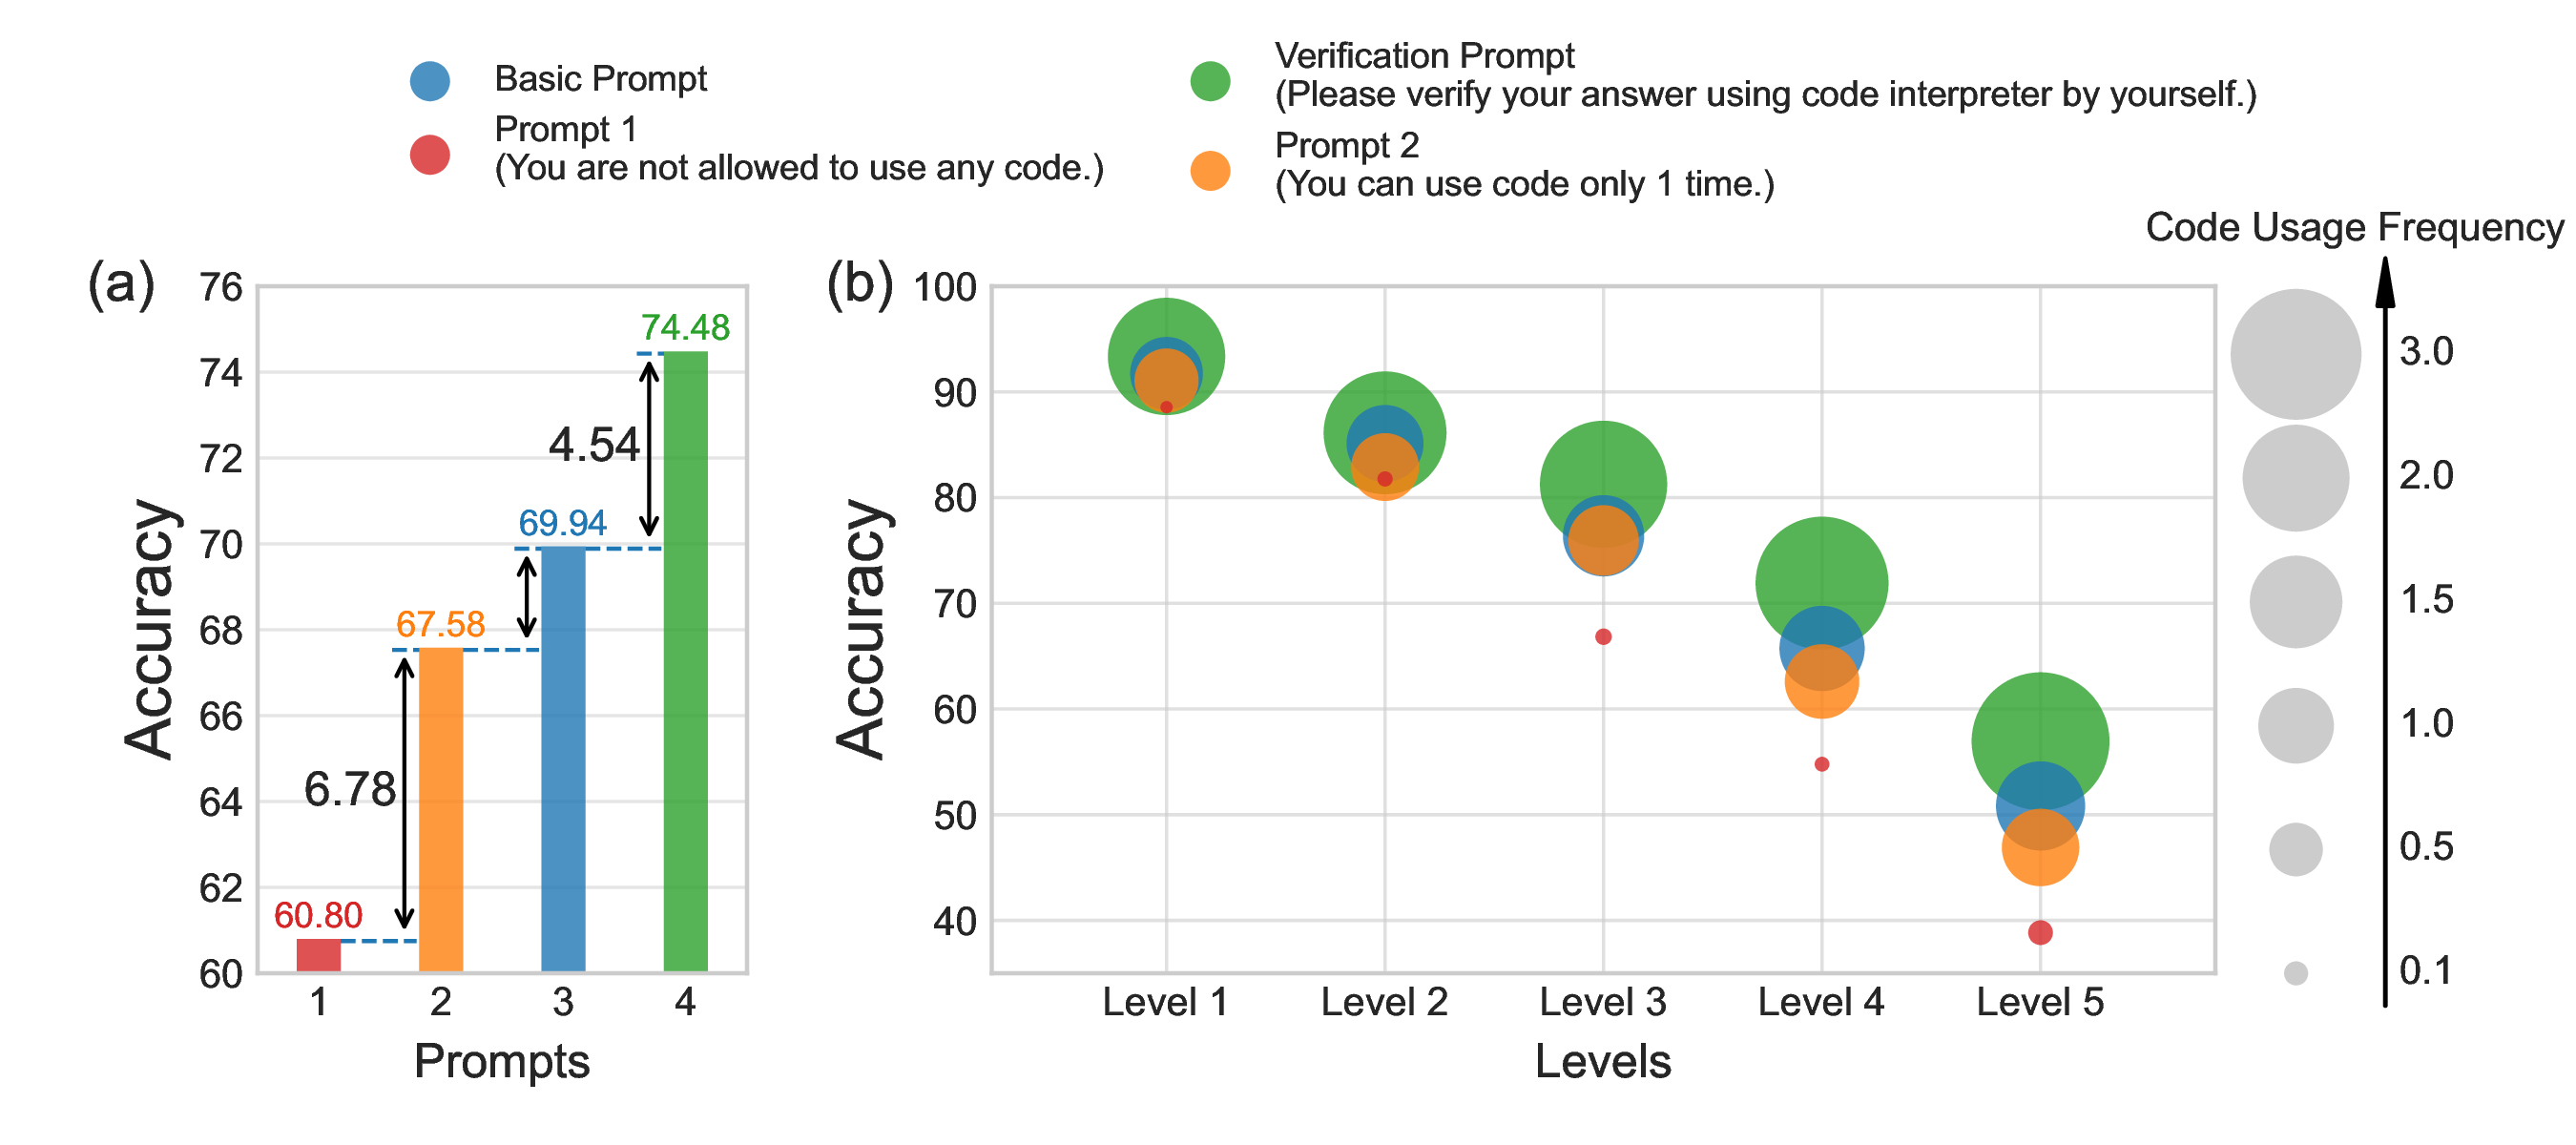 Basic Prompt
Prompt 1
(You are not allowed to use any code.)
Verification Prompt
(Please verify your answer using code interpreter by yourself.)
Prompt 2
(You can use code only 1 time.)
(a)
76
74
72
70
68
66
64
62
60
Accuracy
60.80
67.58
69.94
74.48
6.78
4.54
1 2 3 4
Prompts
(b)
100
90
80
70
60
50
40
Accuracy
Level 1 Level 2 Level 3 Level 4 Level 5
Levels
Code Usage Frequency
3.0
2.0
1.5
1.0
0.5
0.1